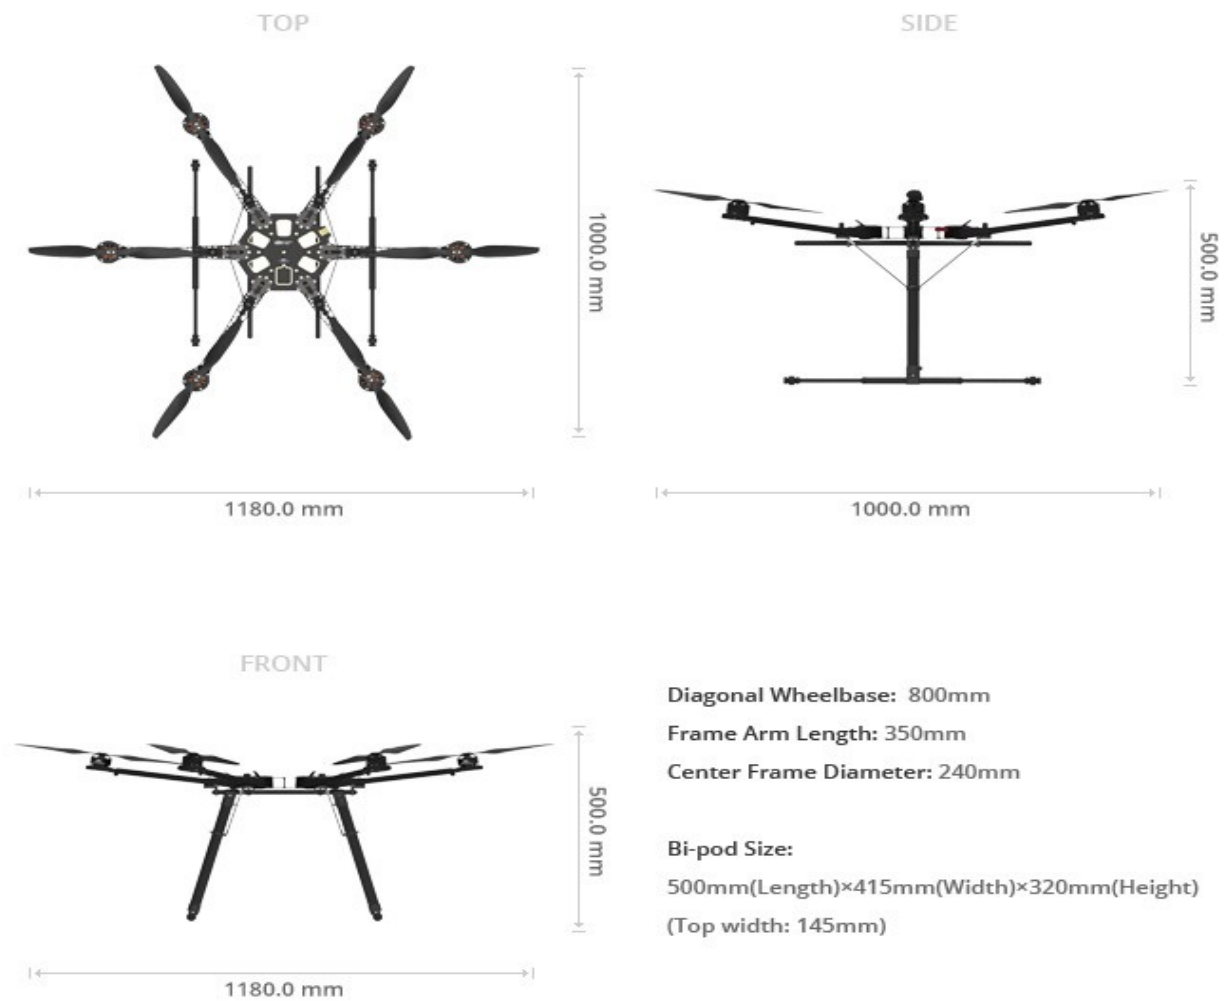 TOP
SIDE
1000.0 mm
500.0 mm
1180.0 mm
1000.0 mm
FRONT
500.0 mm
1180.0 mm
Diagonal Wheelbase: 800mm
Frame Arm Length: 350mm
Center Frame Diameter: 240mm
Bi-pod Size:
500mm(Length)×415mm(Width)×320mm(Height)
(Top width: 145mm)